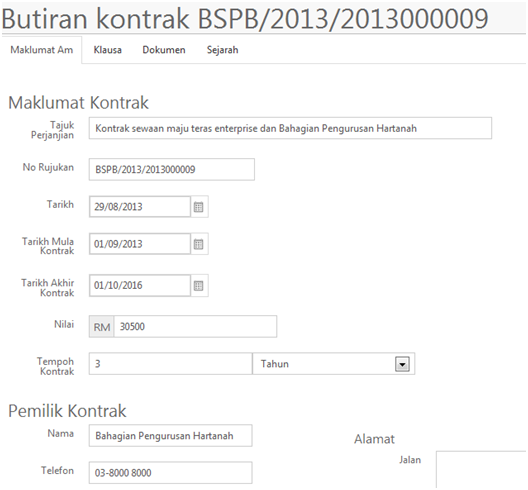 Butiran kontrak BSPB/2013/2013000009
Maklumat Am Klausa Dokumen Sejarah
Maklumat Kontrak
Tajuk
Perjanjian
Kontrak sewaan maju teras enterprise dan Bahagian Pengurusan Hartanah
No Rujukan
BSPB/2013/2013000009
Tarikh
29/08/2013
Tarikh Mula
Kontrak
01/09/2013
Tarikh Akhir
Kontrak
01/10/2016
Nilai
RM 30500
Tempoh
Kontrak
3 Tahun
Pemilik Kontrak
Nama
Bahagian Pengurusan Hartanah
Telefon
03-8000 8000
Alamat
Jalan